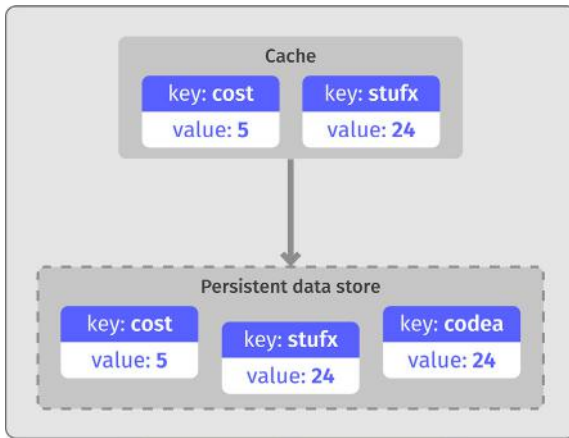 Cache
key: cost
value: 5
key: stufx
value: 24
Persistent data store
key: cost
value: 5
key: stufx
value: 24
key: codea
value: 24